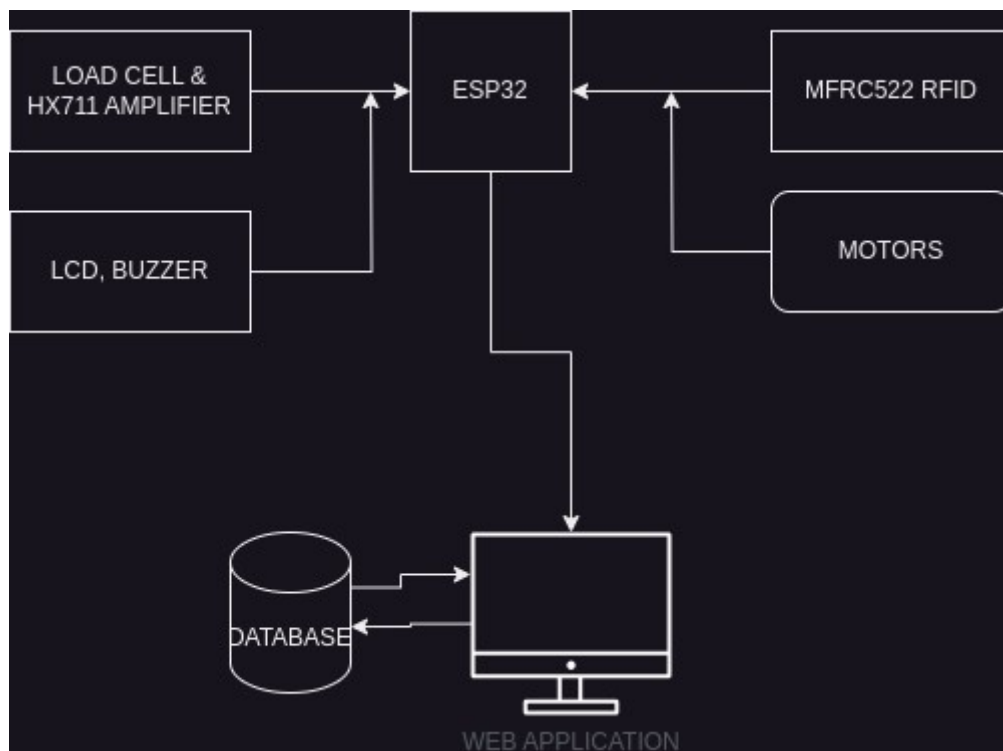 LOAD CELL &
HX711 AMPLIFIER
ESP32
MFRC522 RFID
LCD, BUZZER
MOTORS
DATABASE
WEB APPLICATION